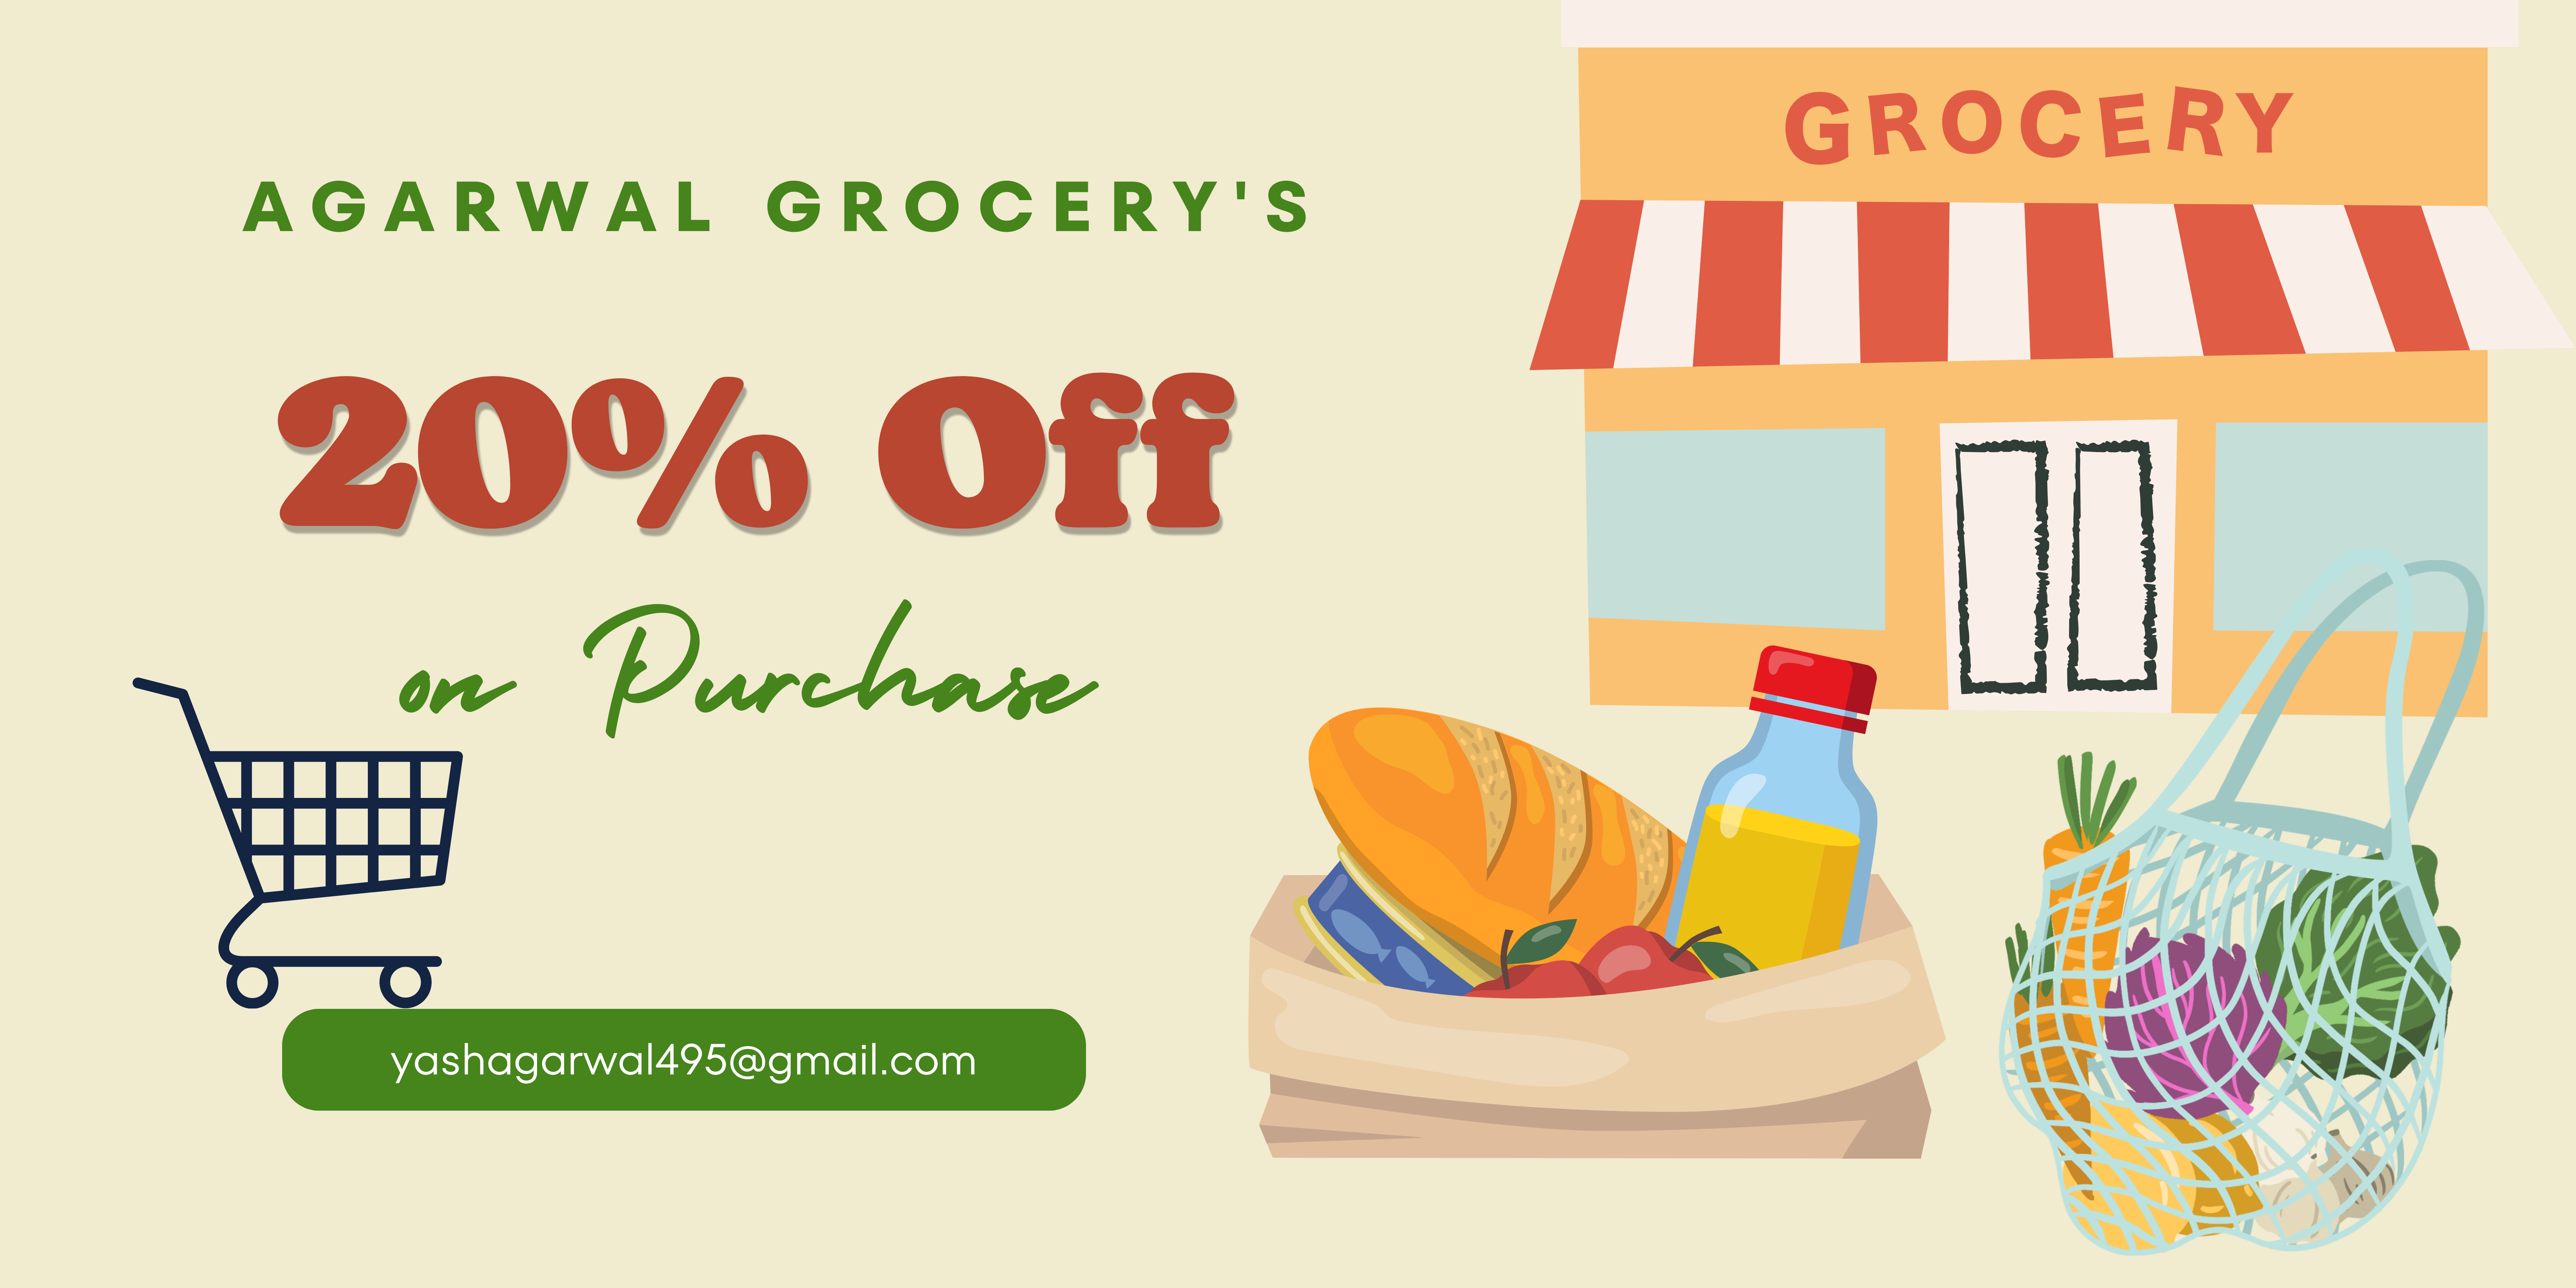 GROCERY
AGARWAL GROCERY'S
20% Off
on Purchase
yashagarwal495@gmail.com